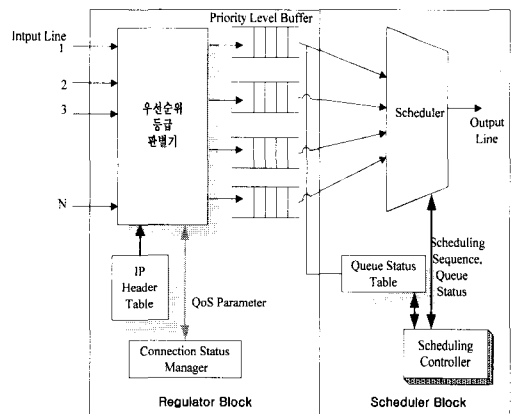 Priority Level Buffer
Intput Line
1
2
3
N
우선순위
등급
판별기
Scheduler
Output
Line
IP
Header
Table
QoS Parameter
Connection Status
Manager
Queue Status
Table
Scheduling
Sequence,
Queue
Status
Scheduling
Controller
Regulator Block
Scheduler Block